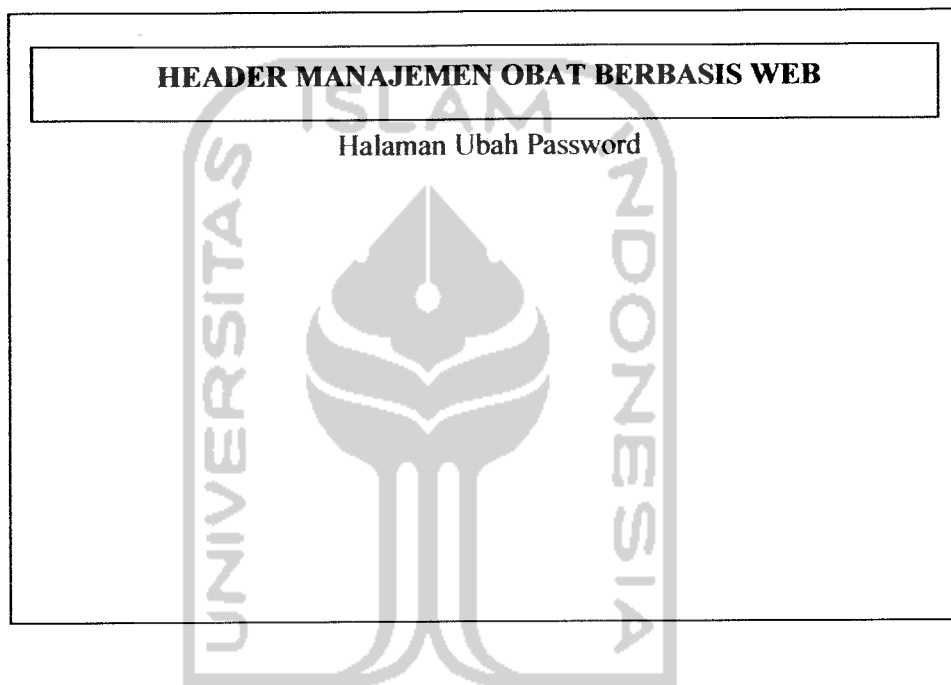 HEADER MANAJEMEN OBAT BERBASIS WEB
Halaman Ubah Password
UNIVERSITAS
ISLAM
INDONESIA